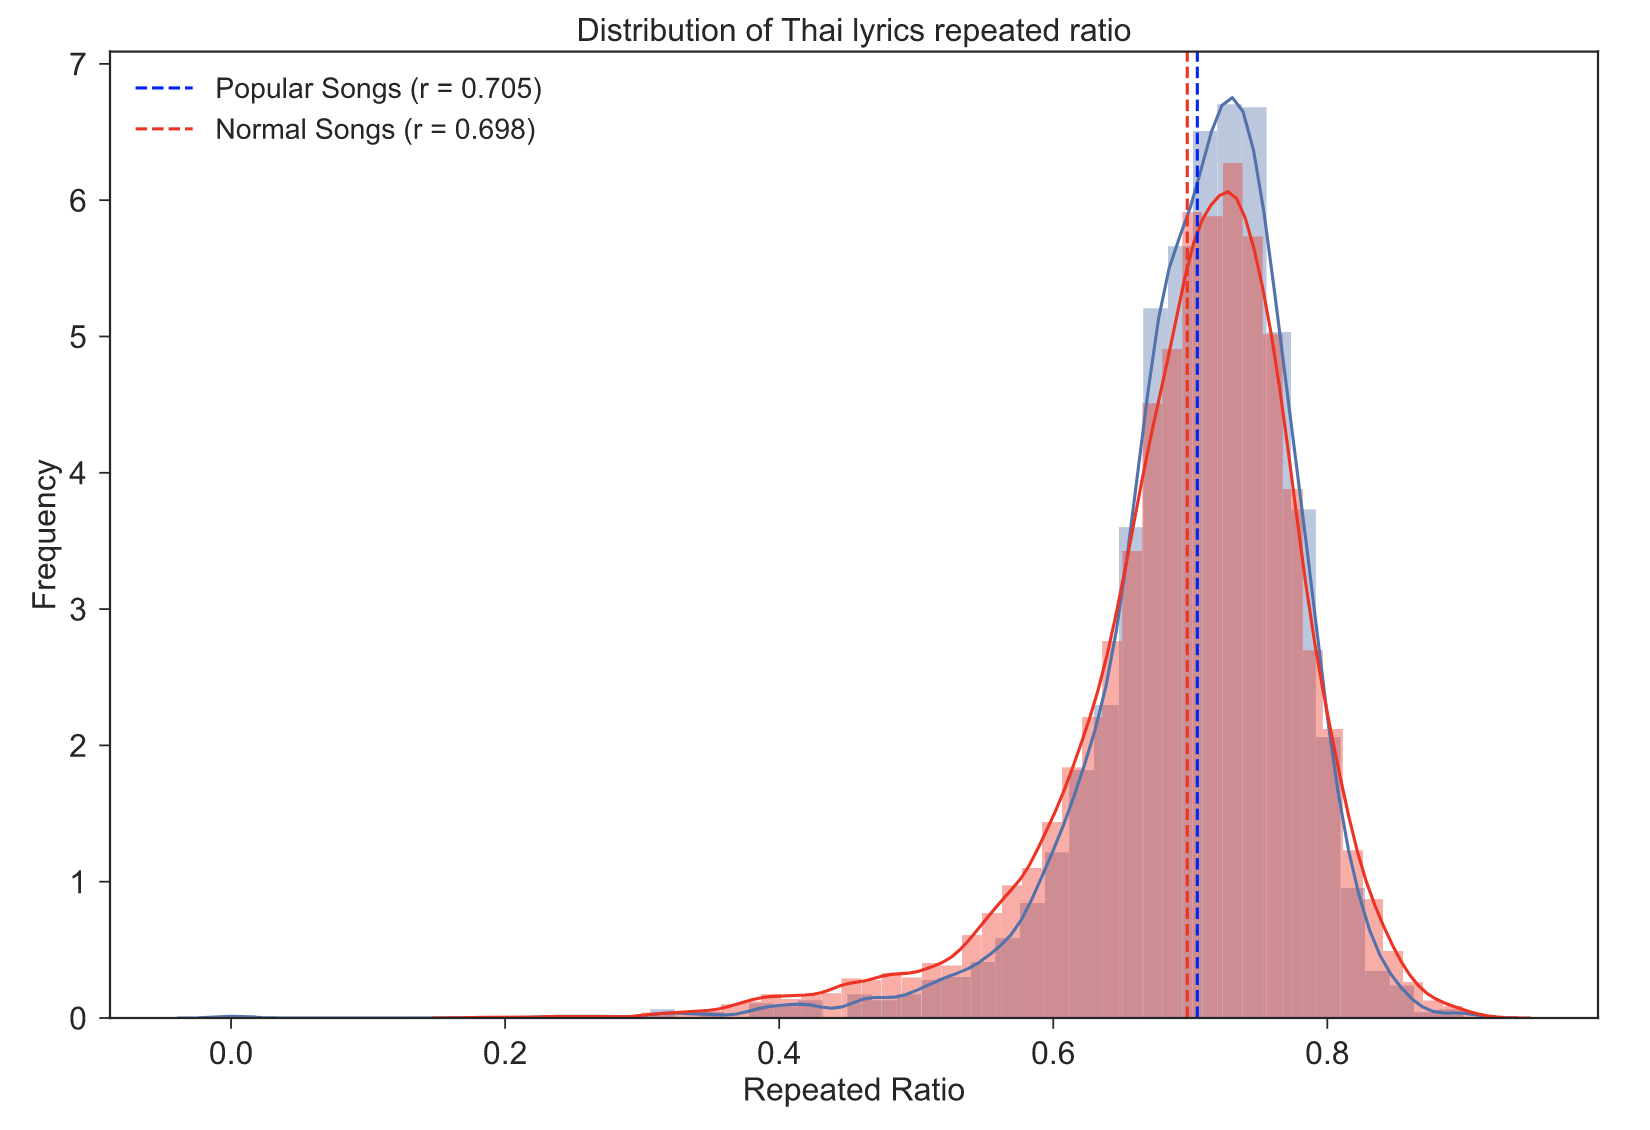 Distribution of Thai lyrics repeated ratio
7
Popular Songs (r = 0.705)
Normal Songs (r = 0.698)
6
5
4
Frequency
3
2
1
0
0.0 0.2 0.4 0.6 0.8
Repeated Ratio